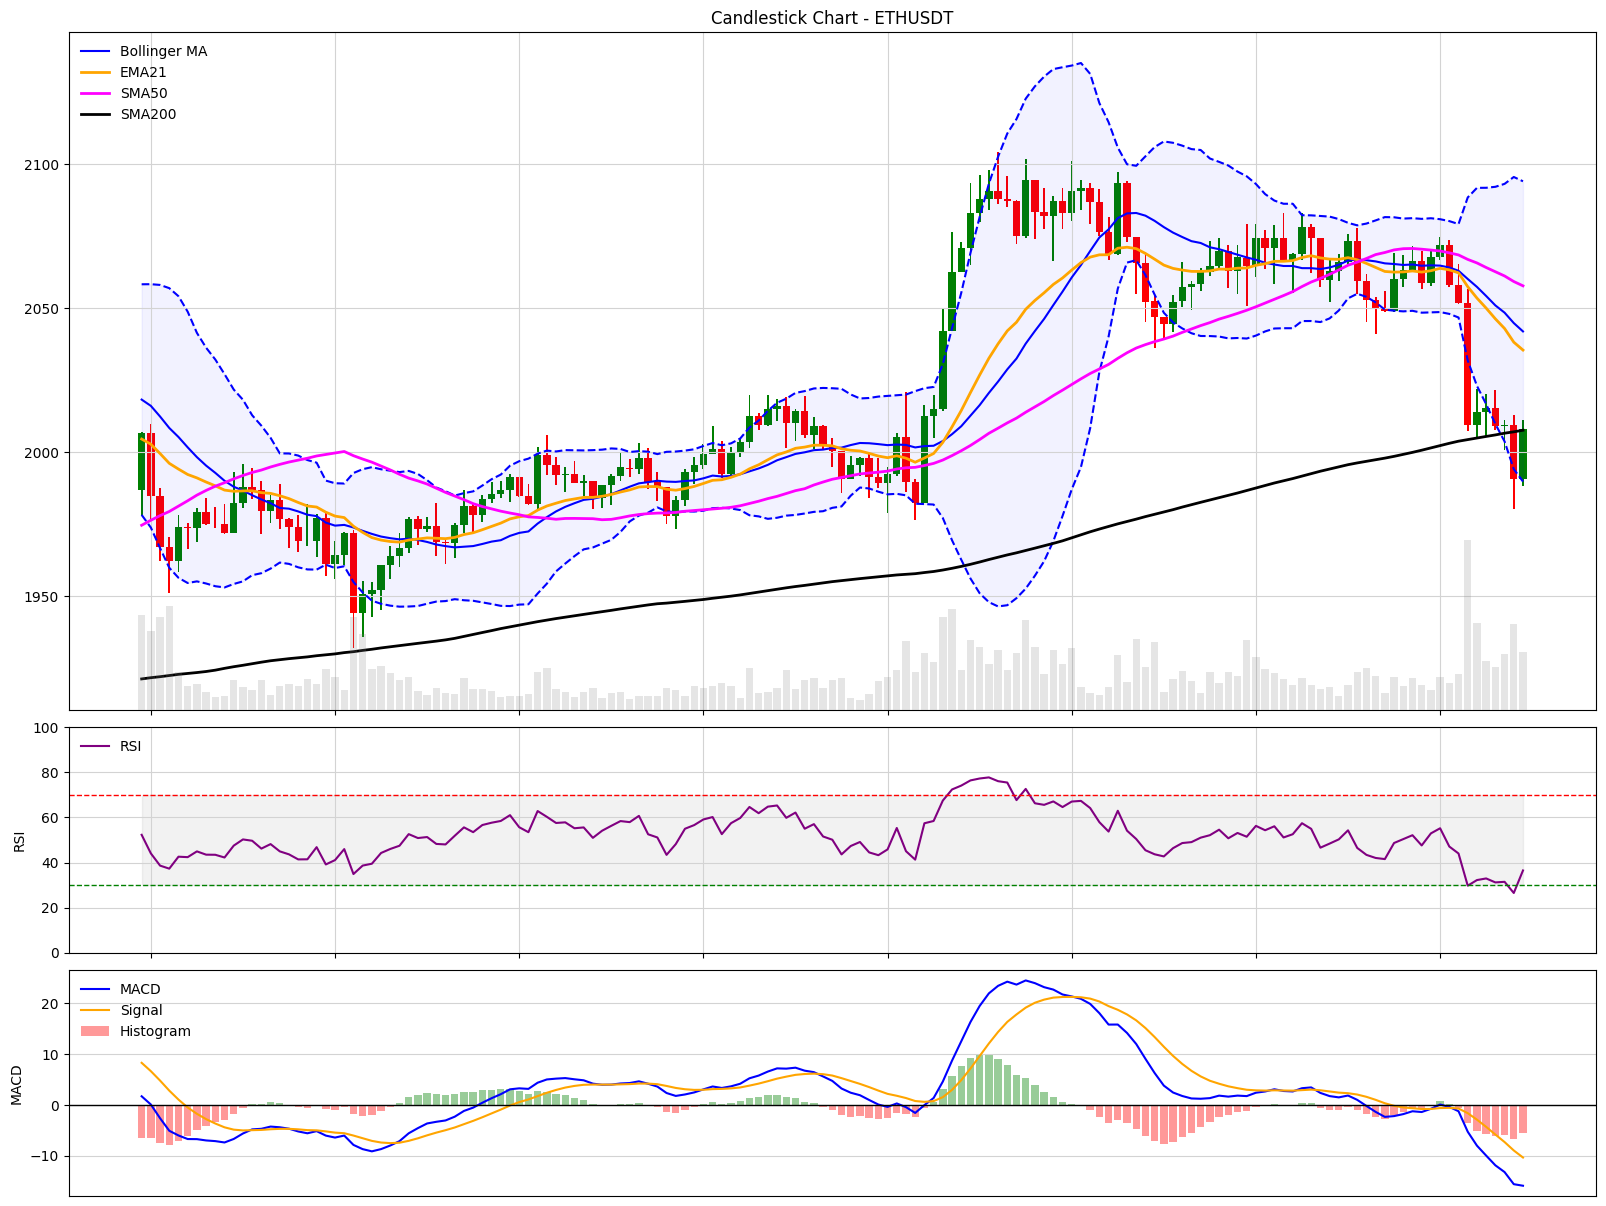 Candlestick Chart - ETHUSDT
Bollinger MA
EMA21
SMA50
SMA200
2100
2050
2000
1950
RSI
100
80
60
40
20
0
RSI
MACD
Signal
Histogram
20
10
0
−10
MACD